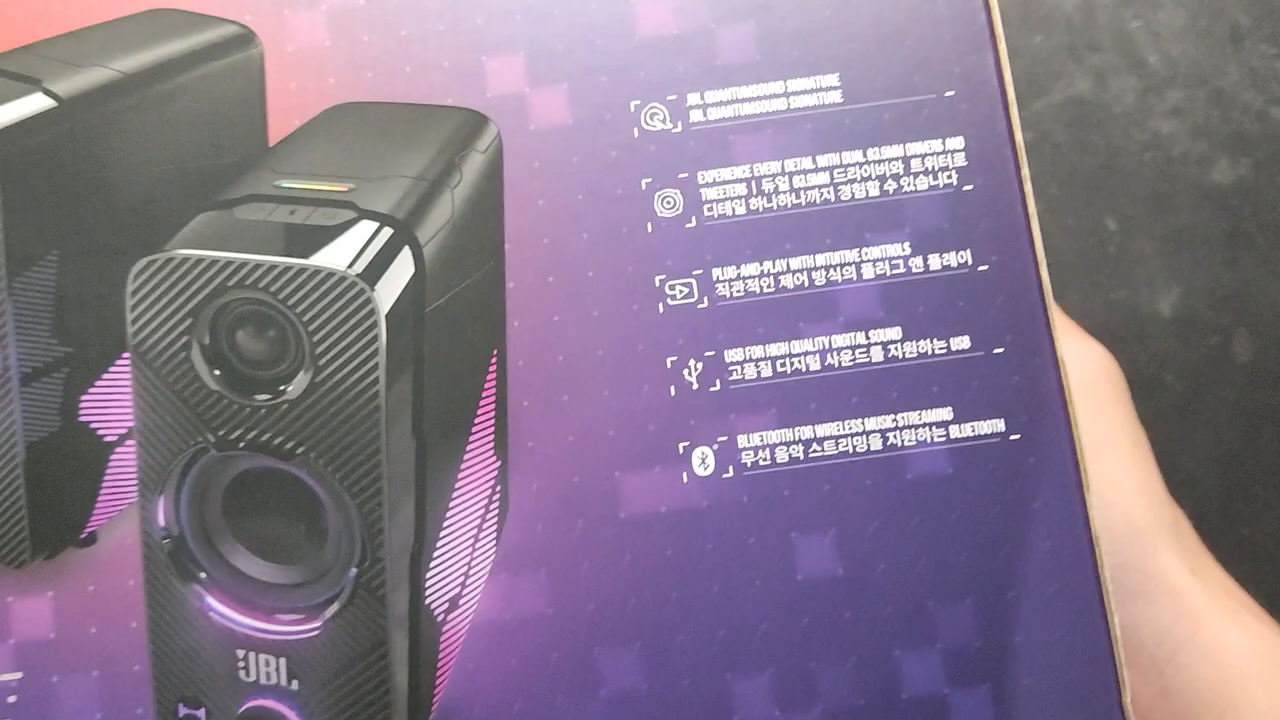 JBL QUANTUMSOUND SIGNATURE
JBL QUANTUMSOUND SIGNATURE
EXPERIENCE EVERY DETAIL WITH DUAL 63.5MM DRIVERS AND
TWEETERS | 듀얼 63.5MM 드라이버와 트위터로
디테일 하나하나까지 경험할 수 있습니다
PLUG-AND-PLAY WITH INTUITIVE CONTROLS
직관적인 제어 방식의 플러그 앤 플레이
USB FOR HIGH QUALITY DIGITAL SOUND
고품질 디지털 사운드를 지원하는 USB
BLUETOOTH FOR WIRELESS MUSIC STREAMING
무선 음악 스트리밍을 지원하는 BLUETOOTH
JBL